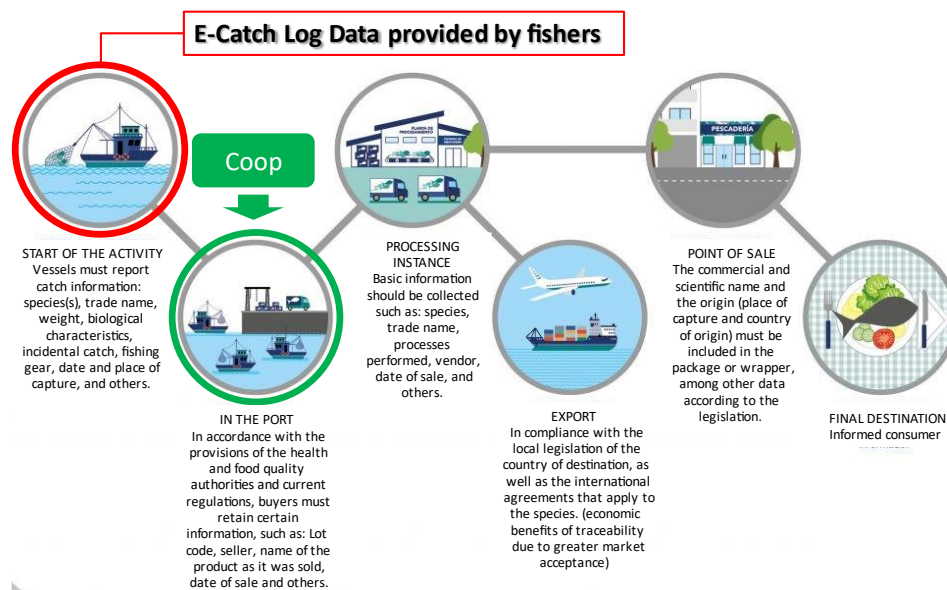 E-Catch Log Data provided by fishers
Coop
START OF THE ACTIVITY
Vessels must report
catch information:
species(s), trade name,
weight, biological
characteristics,
incidental catch, fishing
gear, date and place of
capture, and others.
IN THE PORT
In accordance with the
provisions of the health
and food quality
authorities and current
regulations, buyers must
retain certain
information, such as: Lot
code, seller, name of the
product as it was sold,
date of sale and others.
PLANTA DE
PROCESAMIENTO
PROCESSING
INSTANCE
Basic information
should be collected
such as: species,
trade name,
processes
performed, vendor,
date of sale, and
others.
EXPORT
In compliance with the
local legislation of the
country of destination, as
well as the international
agreements that apply to
the species. (economic
benefits of traceability
due to greater market
acceptance)
PESCADERÍA
POINT OF SALE
The commercial and
scientific name and
the origin (place of
capture and country
of origin) must be
included in the
package or wrapper,
among other data
according to the
legislation.
FINAL DESTINATION
Informed consumer